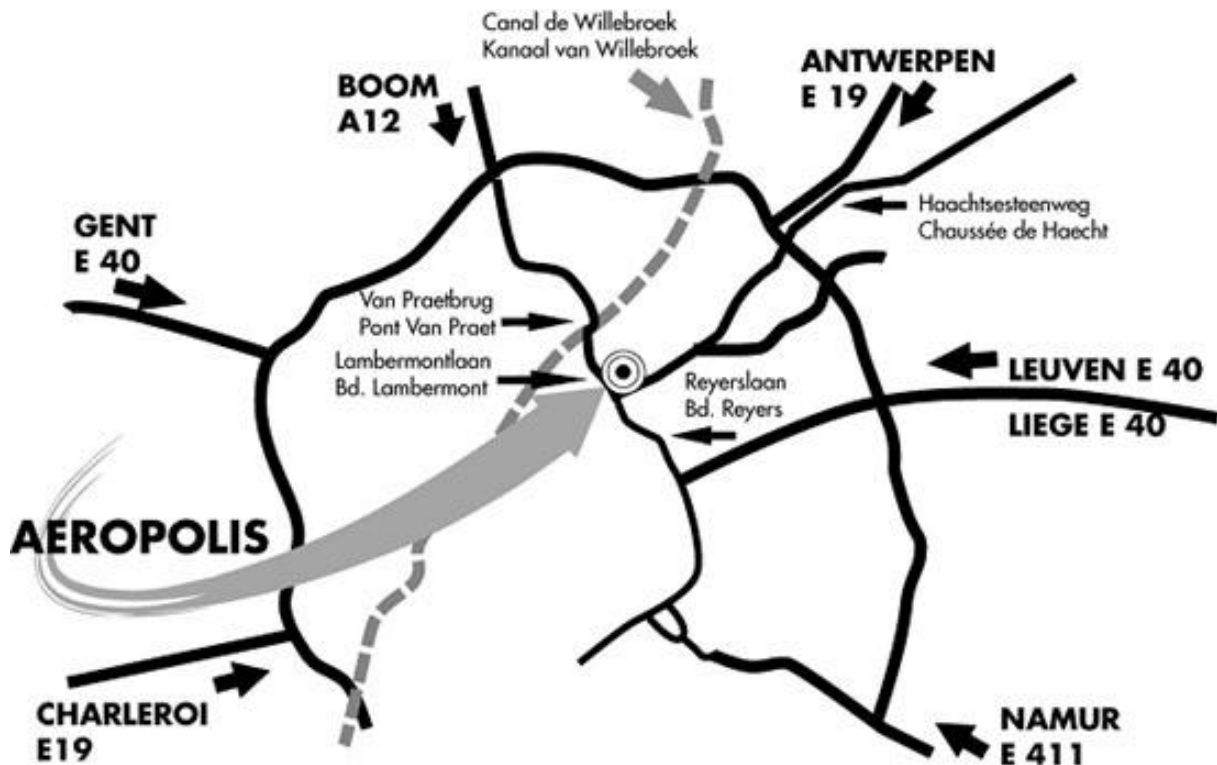 Canal de Willebroek
Kanaal van Willebroek
ANTWERPEN
E 19
BOOM
A12
Haachtsesteenweg
Chaussée de Haecht
GENT
E 40
Van Praetbrug
Pont Van Praet
Lambermontlaan
Bd. Lambermont
Reyerslaan
Bd. Reyers
LEUVEN E 40
LIEGE E 40
AEROPOLIS
CHARLEROI
E19
NAMUR
E 411